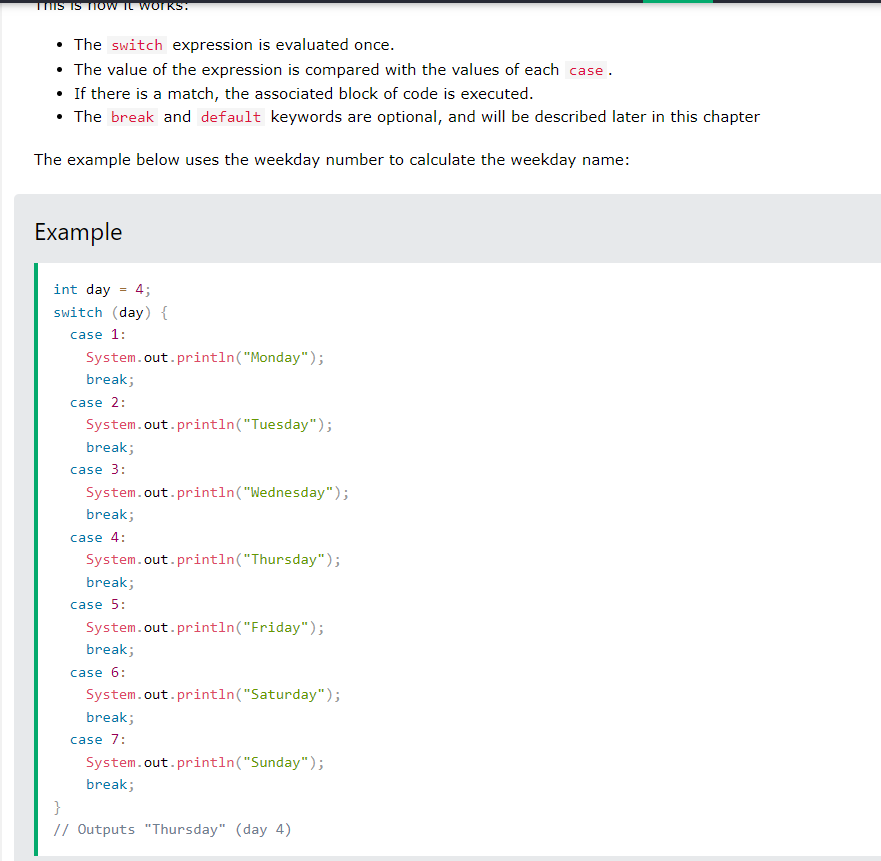 This is how it works:
The switch expression is evaluated once.
The value of the expression is compared with the values of each case.
If there is a match, the associated block of code is executed.
The break and default keywords are optional, and will be described later in this chapter
The example below uses the weekday number to calculate the weekday name:
Example
int day = 4;
switch (day) {
  case 1:
    System.out.println("Monday");
    break;
  case 2:
    System.out.println("Tuesday");
    break;
  case 3:
    System.out.println("Wednesday");
    break;
  case 4:
    System.out.println("Thursday");
    break;
  case 5:
    System.out.println("Friday");
    break;
  case 6:
    System.out.println("Saturday");
    break;
  case 7:
    System.out.println("Sunday");
    break;
}
// Outputs "Thursday" (day 4)